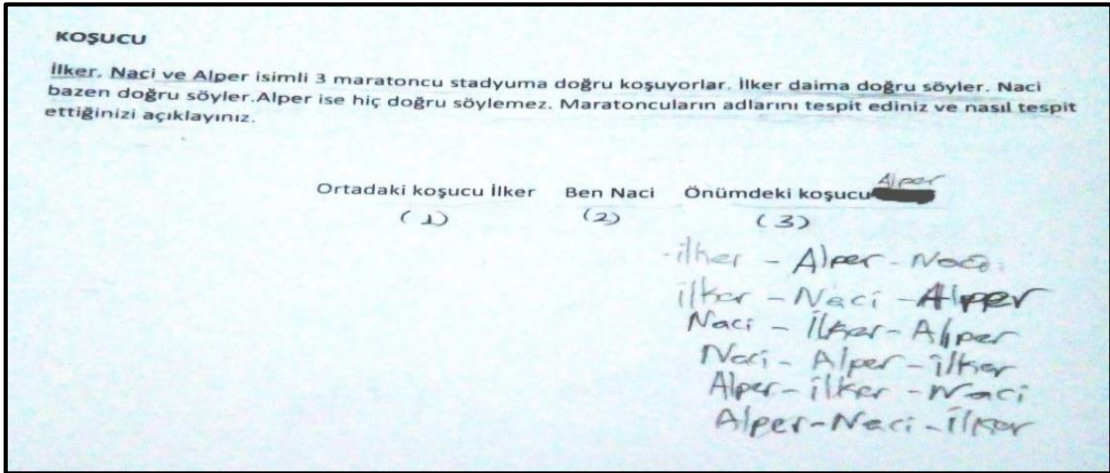 KOŞUCU
İlker, Naci ve Alper isimli 3 maratoncu stadyuma doğru koşuyorlar. İlker daima doğru söyler. Naci
bazen doğru söyler.Alper ise hiç doğru söylemez. Maratoncuların adlarını tespit ediniz ve nasıl tespit
ettiğinizi açıklayınız.
Alper
Ortadaki koşucu İlker Ben Naci Önümdeki koşucu
(1) (2) (3)
-ilker - Alper - Naci
ilker - Naci - Alper
Naci - İlker - Alper
Naci - Alper - ilker
Alper - ilker - Naci
Alper-Naci-ilker